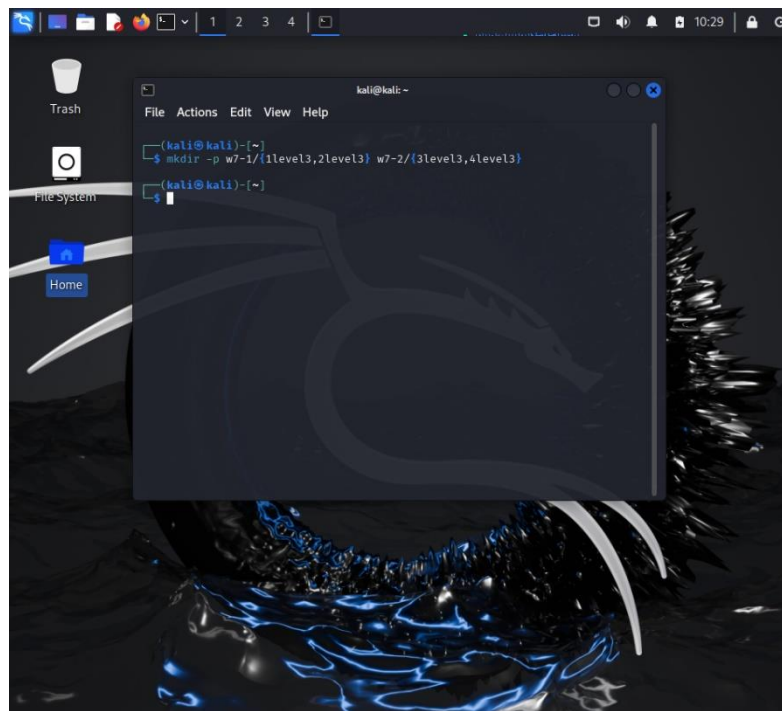 1 2 3 4
10:29
Trash
File System
Home
kali@kali: ~
File Actions Edit View Help
┌──(kali㉿kali)-[~]
└─$ mkdir -p w7-1/{1level3,2level3} w7-2/{3level3,4level3}
┌──(kali㉿kali)-[~]
└─$